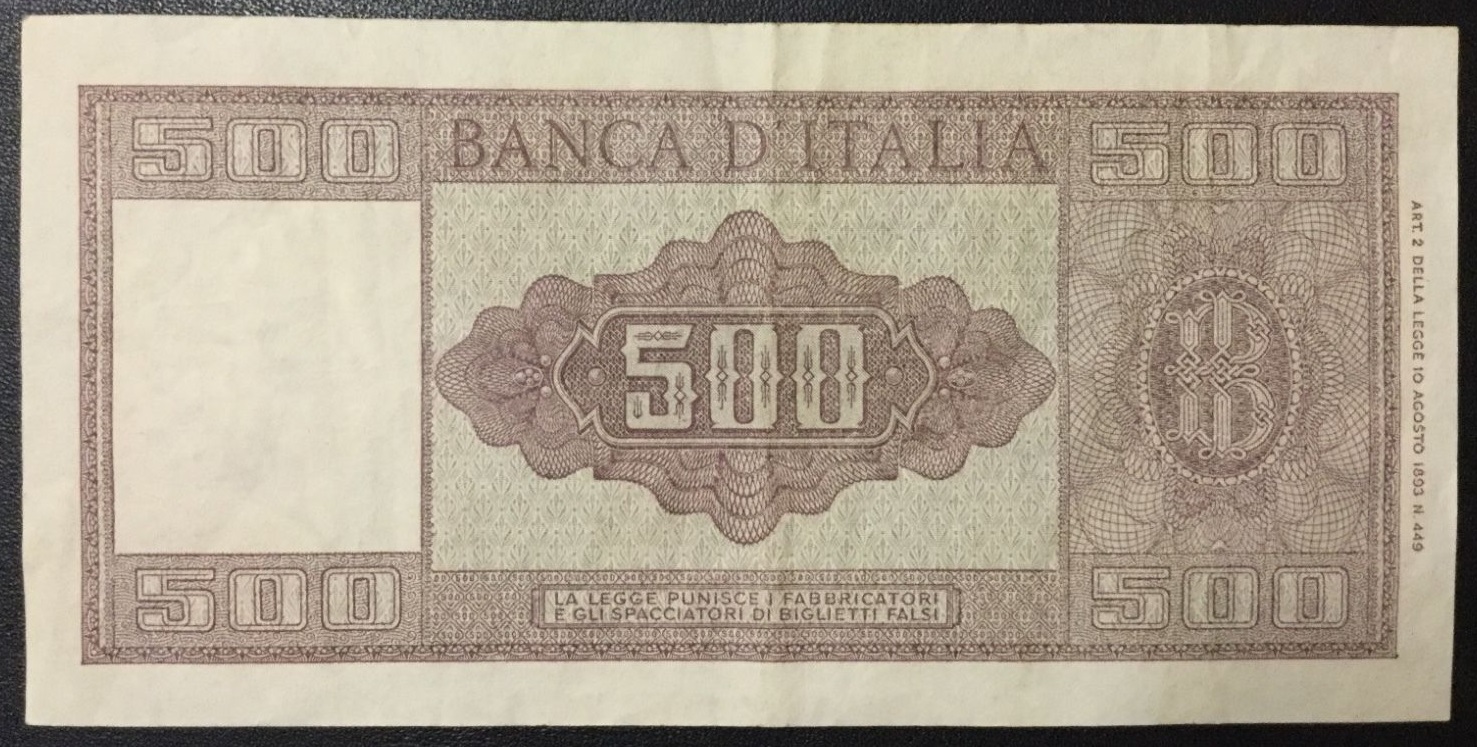 500 BANCA D'ITALIA 500
500
B
500 500
LA LEGGE PUNISCE I FABBRICATORI
E GLI SPACCIATORI DI BIGLIETTI FALSI
ART. 2 DELLA LEGGE 10 AGOSTO 1893 N 449